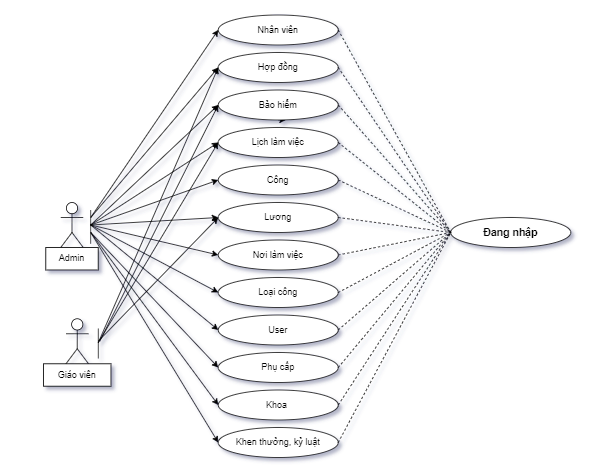 Nhân viên
Hợp đồng
Bảo hiểm
Lịch làm việc
Công
Lương
Đang nhập
Nơi làm việc
Admin
Loại công
User
Phụ cấp
Giáo viên
Khoa
Khen thưởng, kỷ luật